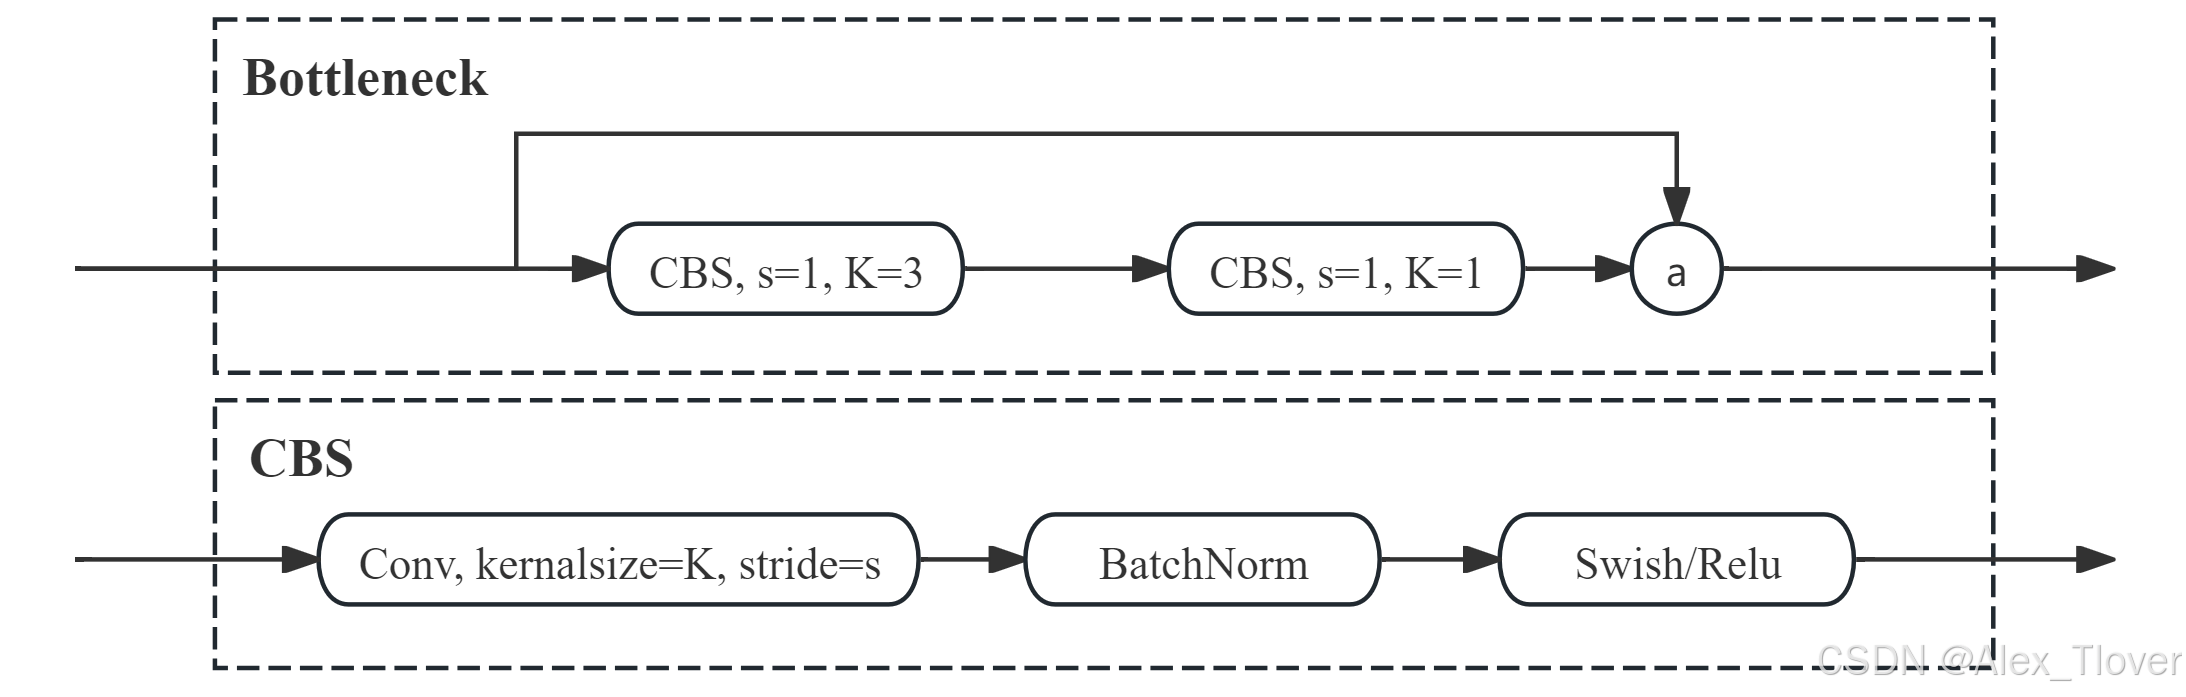 Bottleneck
CBS, s=1, K=3
CBS, s=1, K=1
a
CBS
Conv, kernalsize=K, stride=s
BatchNorm
Swish/Relu
CSDN @Alex_Tlover